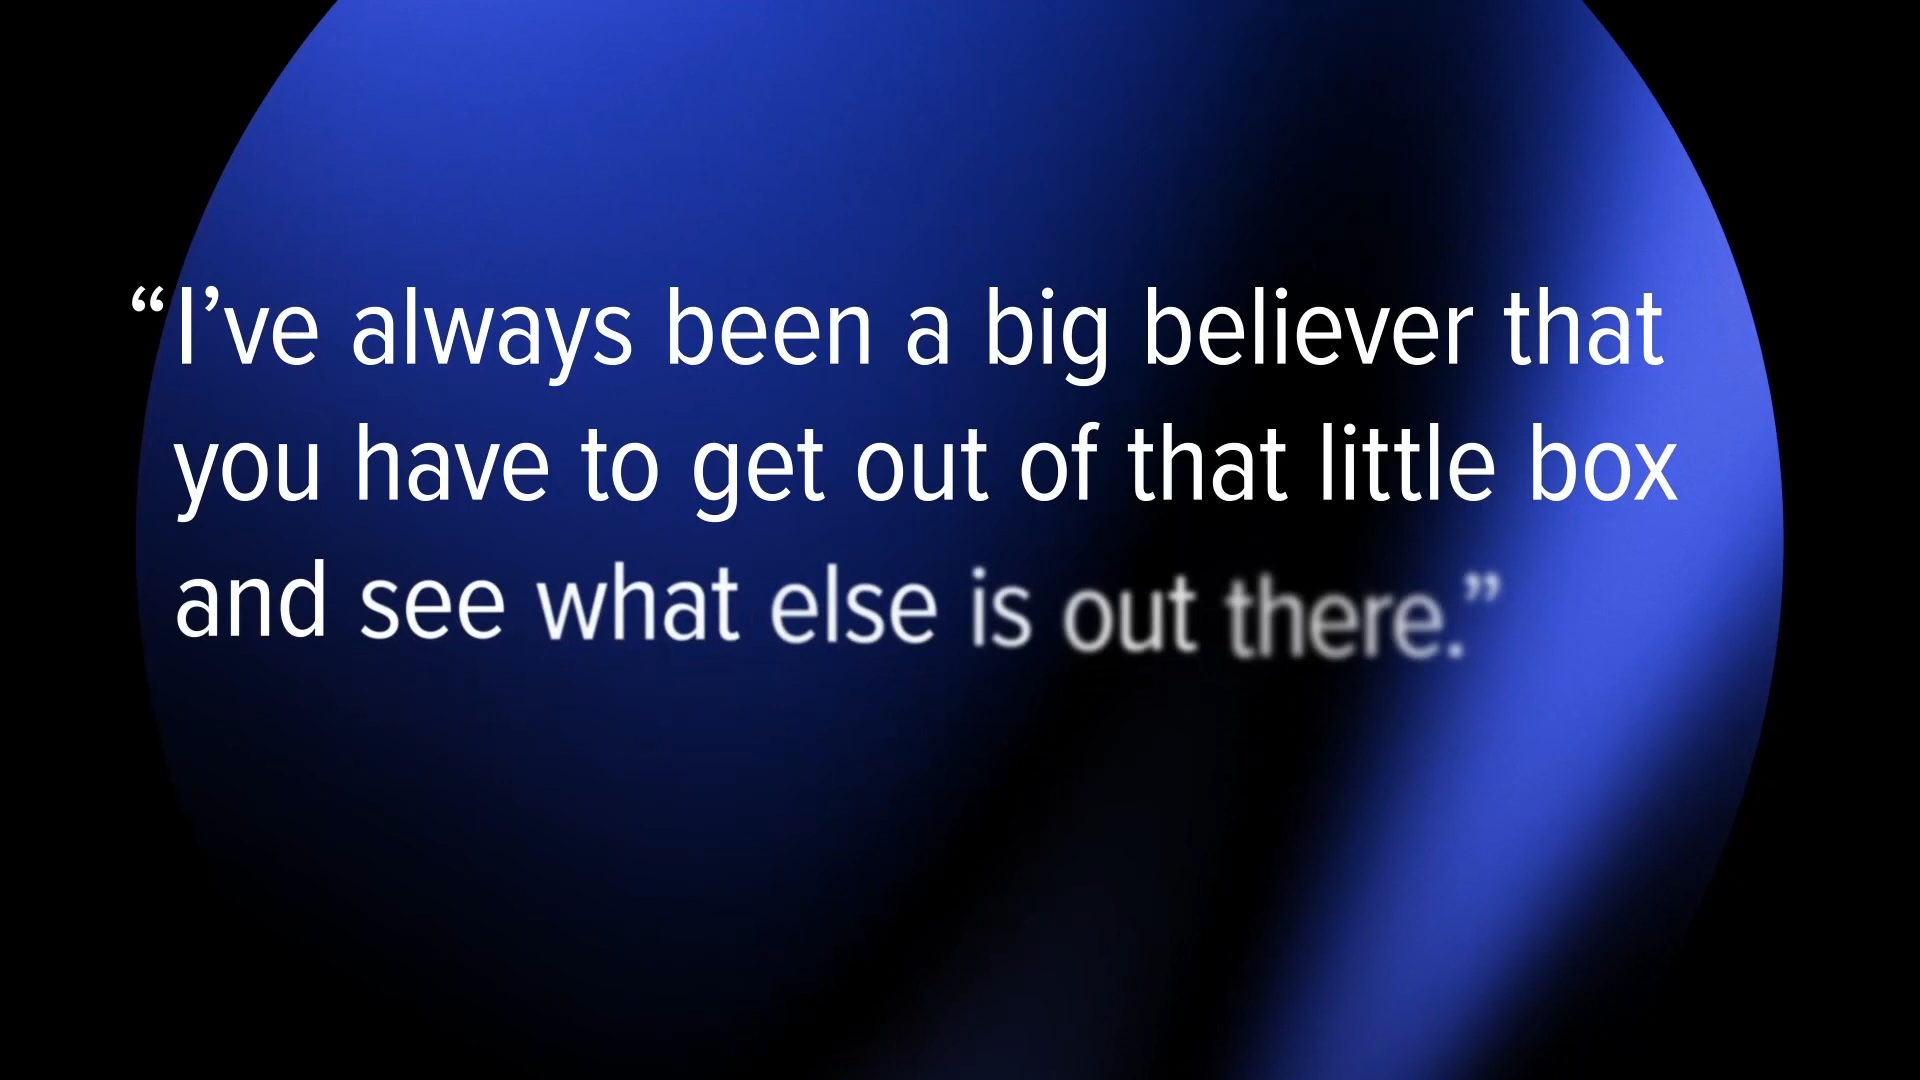 “I’ve always been a big believer that
you have to get out of that little box
and see what else is out there.”